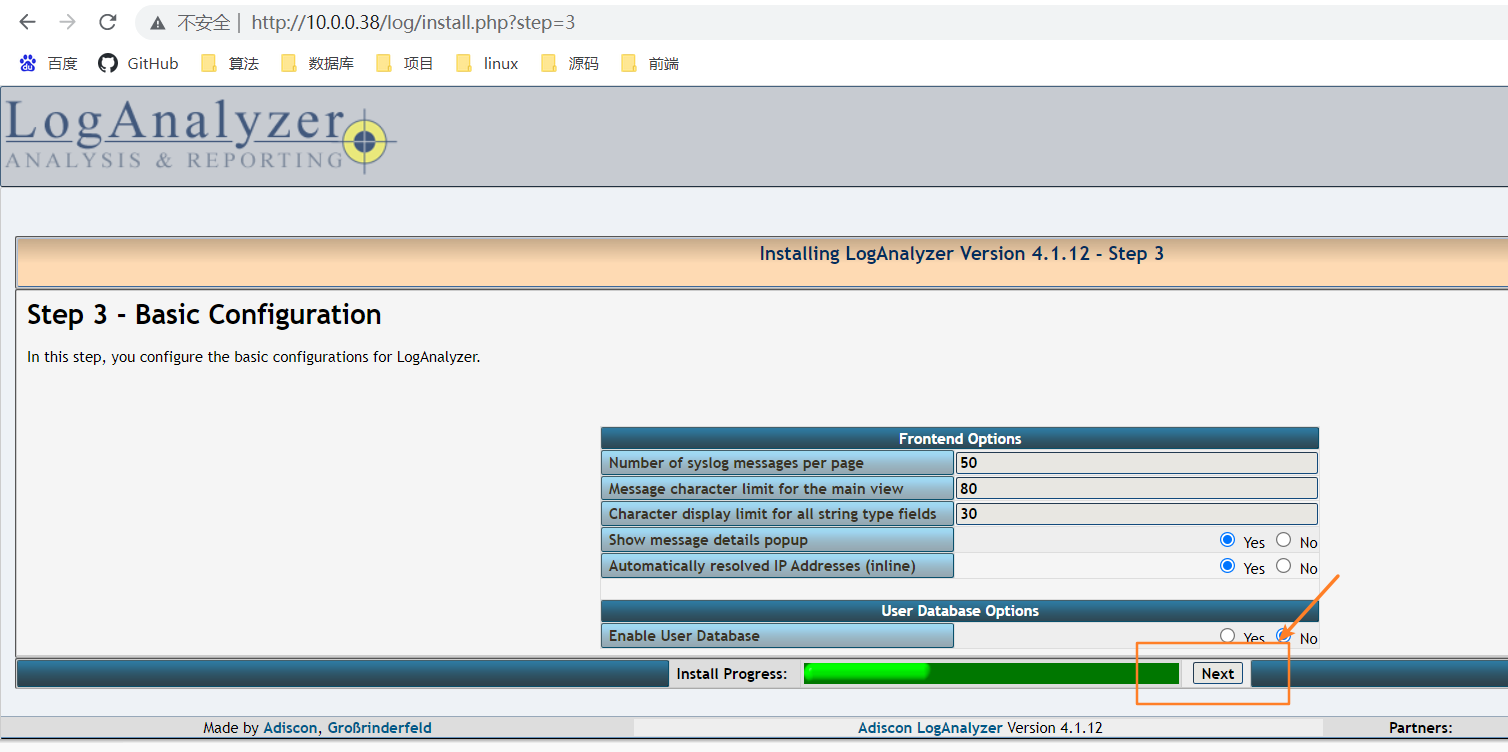 不安全 | http://10.0.0.38/log/install.php?step=3
百度 GitHub 算法 数据库 项目 linux 源码 前端
LogAnalyzer
ANALYSIS & REPORTING
Installing LogAnalyzer Version 4.1.12 - Step 3
Step 3 - Basic Configuration
In this step, you configure the basic configurations for LogAnalyzer.
Frontend Options
Number of syslog messages per page 50
Message character limit for the main view 80
Character display limit for all string type fields 30
Show message details popup Yes No
Automatically resolved IP Addresses (inline) Yes No
User Database Options
Enable User Database Yes No
Install Progress: Next
Made by Adiscon, Großrinderfeld Adiscon LogAnalyzer Version 4.1.12 Partners: